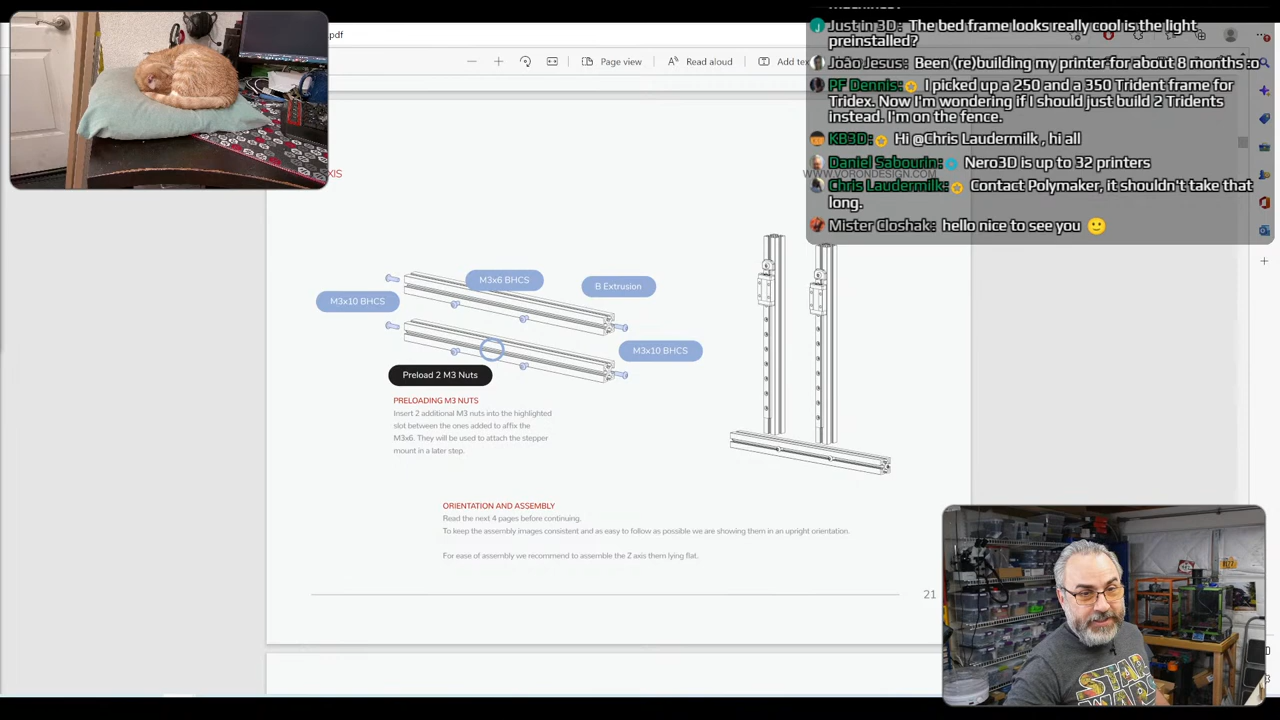 .pdf
Page view
Read aloud
Add tex
XIS
WWW.VORONDESIGN.COM
Just in 3D: The bed frame looks really cool is the light
preinstalled?
João Jesus: Been (re)building my printer for about 8 months :o
PF Dennis: I picked up a 250 and a 350 Trident frame for
Tridex. Now I'm wondering if I should just build 2 Tridents
instead. I'm on the fence.
KB3D: Hi @Chris Laudermilk , hi all
Daniel Sabourin: Nero3D is up to 32 printers
Chris Laudermilk: Contact Polymaker, it shouldn't take that
long.
Mister Closhak: hello nice to see you
M3x6 BHCS
B Extrusion
M3x10 BHCS
M3x10 BHCS
Preload 2 M3 Nuts
PRELOADING M3 NUTS
Insert 2 additional M3 nuts into the highlighted
slot between the ones added to affix the
M3x6. They will be used to attach the stepper
mount in a later step.
ORIENTATION AND ASSEMBLY
Read the next 4 pages before continuing.
To keep the assembly images consistent and as easy to follow as possible we are showing them in an upright orientation.
For ease of assembly we recommend to assemble the Z axis them lying flat.
21
STAR
WARS